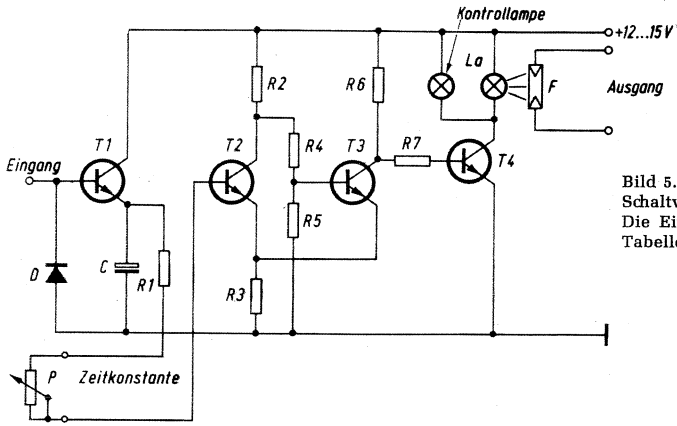 Kontrollampe
+12...15V
La
R2
R6
F
Ausgang
T1
T2
R4
T3
R7
T4
Eingang
R5
D
C
R1
R3
P
Zeitkonstante
Bild 5.
Schaltv
Die Ei
Tabelle